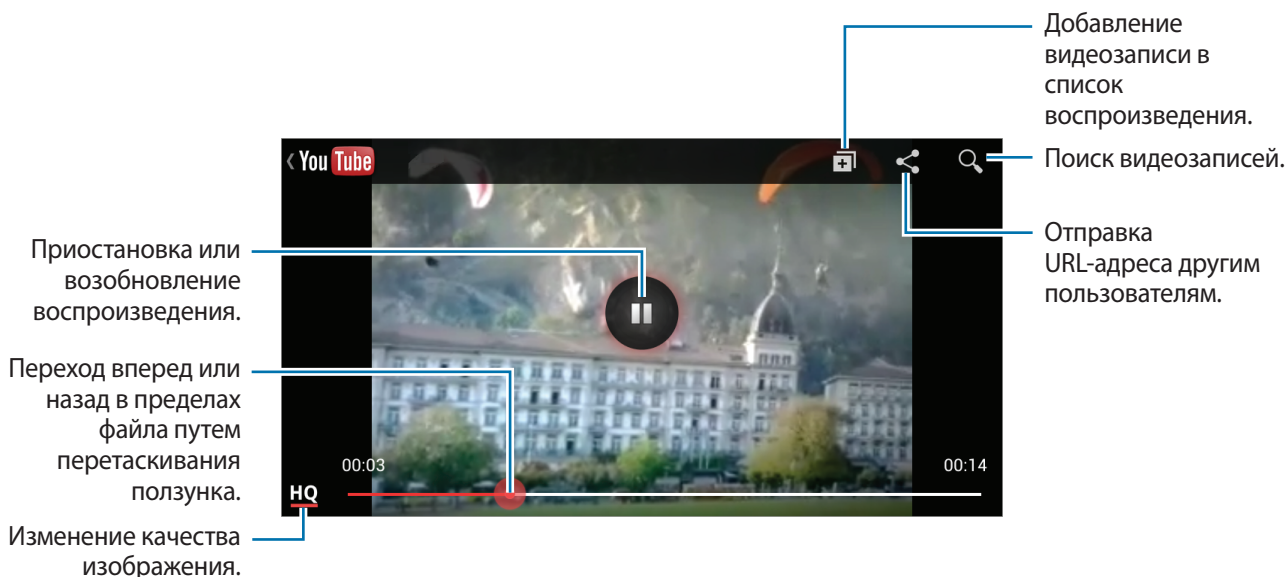 Добавление
видеозаписи в
список
воспроизведения.
You Tube
Поиск видеозаписей.
Отправка
URL-адреса другим
пользователям.
Приостановка или
возобновление
воспроизведения.
Переход вперед или
назад в пределах
файла путем
перетаскивания
ползунка.
00:03
00:14
HQ
Изменение качества
изображения.